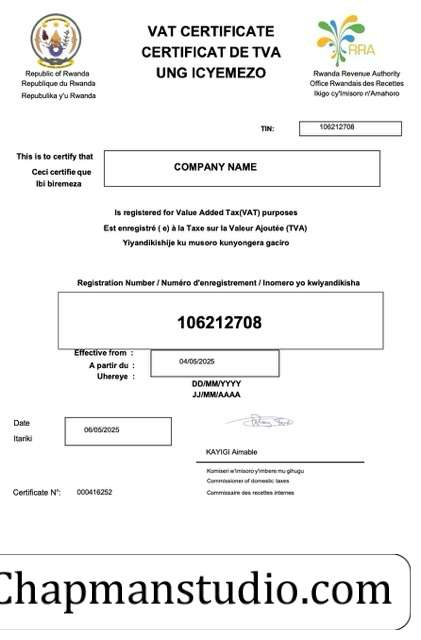 VAT CERTIFICATE
CERTIFICAT DE TVA
UNG ICYEMEZO
RRA
Republic of Rwanda
Republique du Rwanda
Repubulika y'u Rwanda
Rwanda Revenue Authority
Office Rwandais des Recettes
Ikigo cy'Imisoro n'Amahoro
TIN:
106212708
This is to certify that
Ceci certifie que
Ibi biremeza
COMPANY NAME
Is registered for Value Added Tax(VAT) purposes
Est enregistré ( e) à la Taxe sur la Valeur Ajoutée (TVA)
Yiyandikishije ku musoro kunyongera gaciro
Registration Number / Numéro d'enregistrement / Inomero yo kwiyandikisha
106212708
Effective from :
A partir du :
Uhereye :
04/05/2025
DD/MM/YYYY
JJ/MM/AAAA
Date
Itariki
06/05/2025
KAYIGI Aimable
Komiseri w'imisoro y'imbere mu gihugu
Commissioner of domestic taxes
Commissaire des recettes internes
Certificate N°: 000416252
Chapmanstudio.com